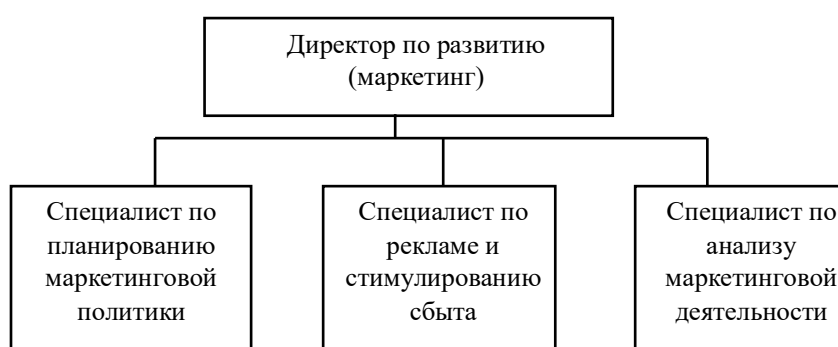 Директор по развитию
(маркетинг)
Специалист по
планированию
маркетинговой
политики
Специалист по
рекламе и
стимулированию
сбыта
Специалист по
анализу
маркетинговой
деятельности